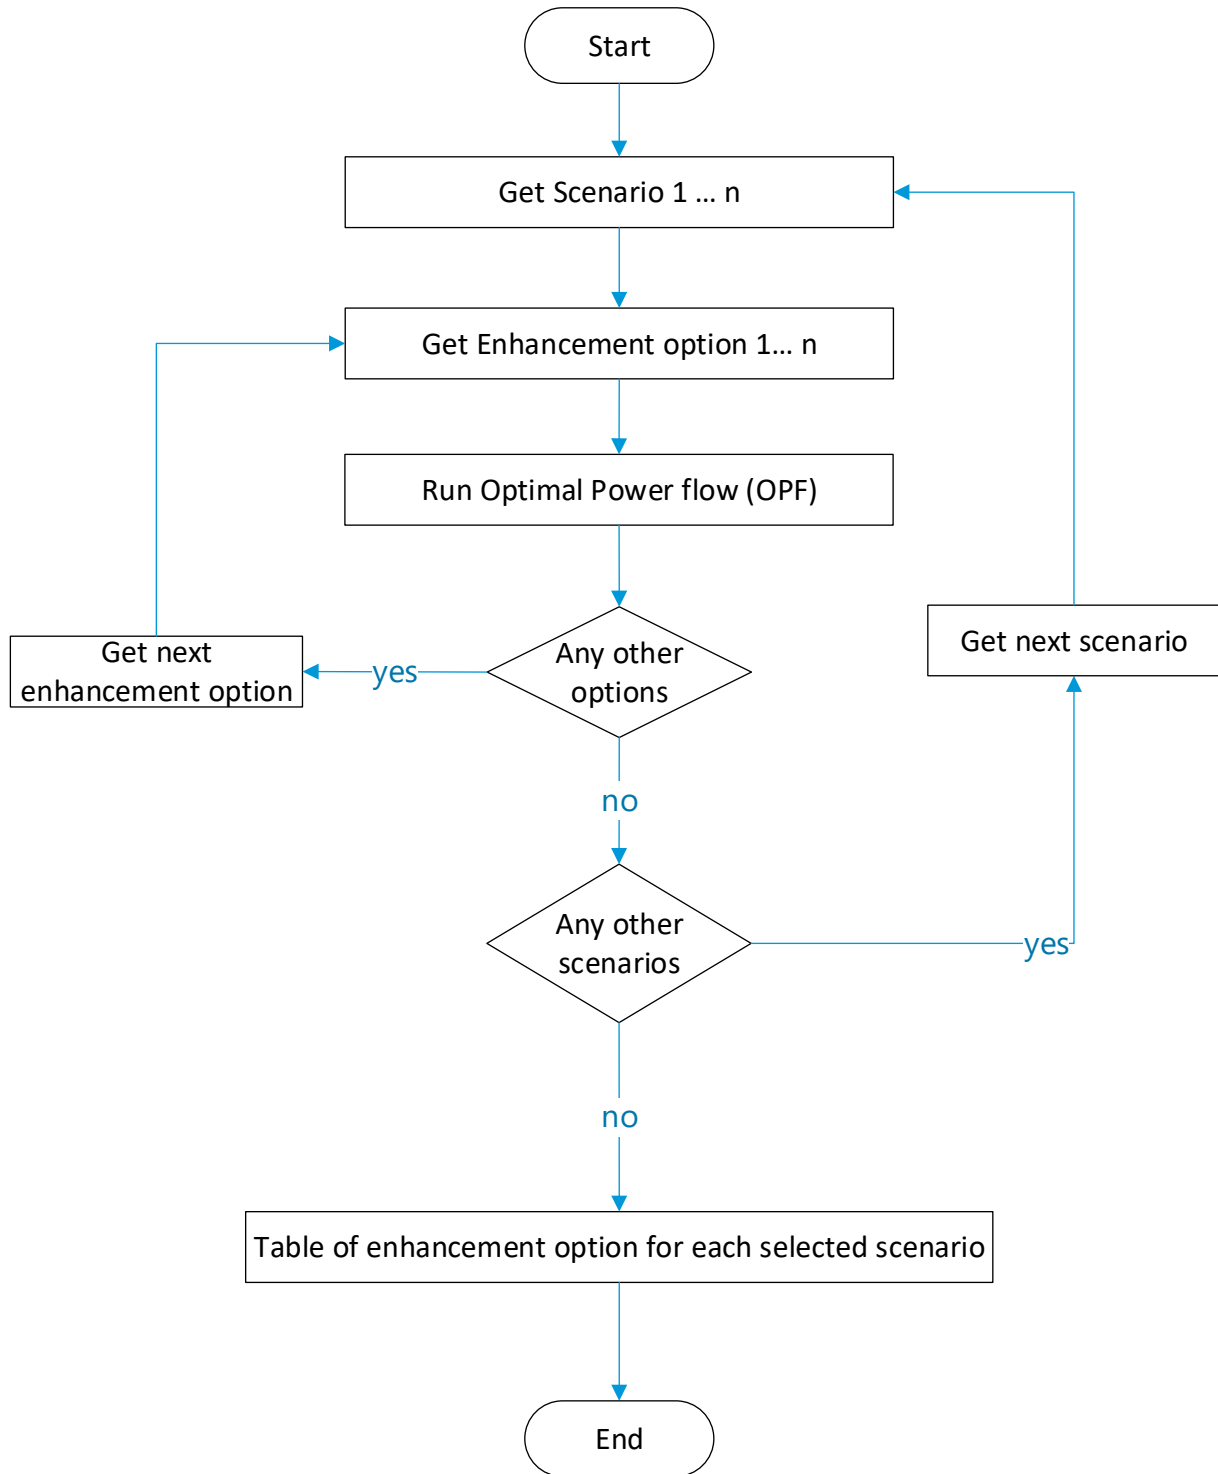 Start
Get Scenario 1 ... n
Get Enhancement option 1... n
Run Optimal Power flow (OPF)
Any other
options
yes
Get next
enhancement option
Get next scenario
no
Any other
scenarios
yes
no
Table of enhancement option for each selected scenario
End